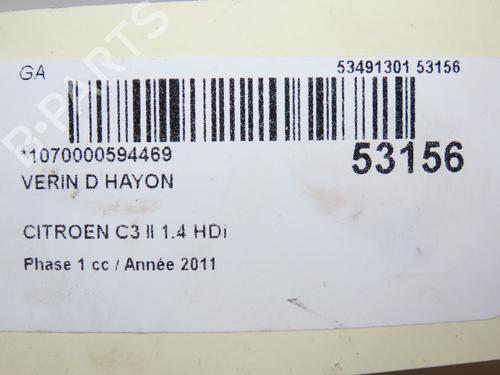 GA
53491301 53156
*1070000594469
53156
VERIN D HAYON
CITROEN C3 II 1.4 HDi
Phase 1 cc / Année 2011
B-PARTS